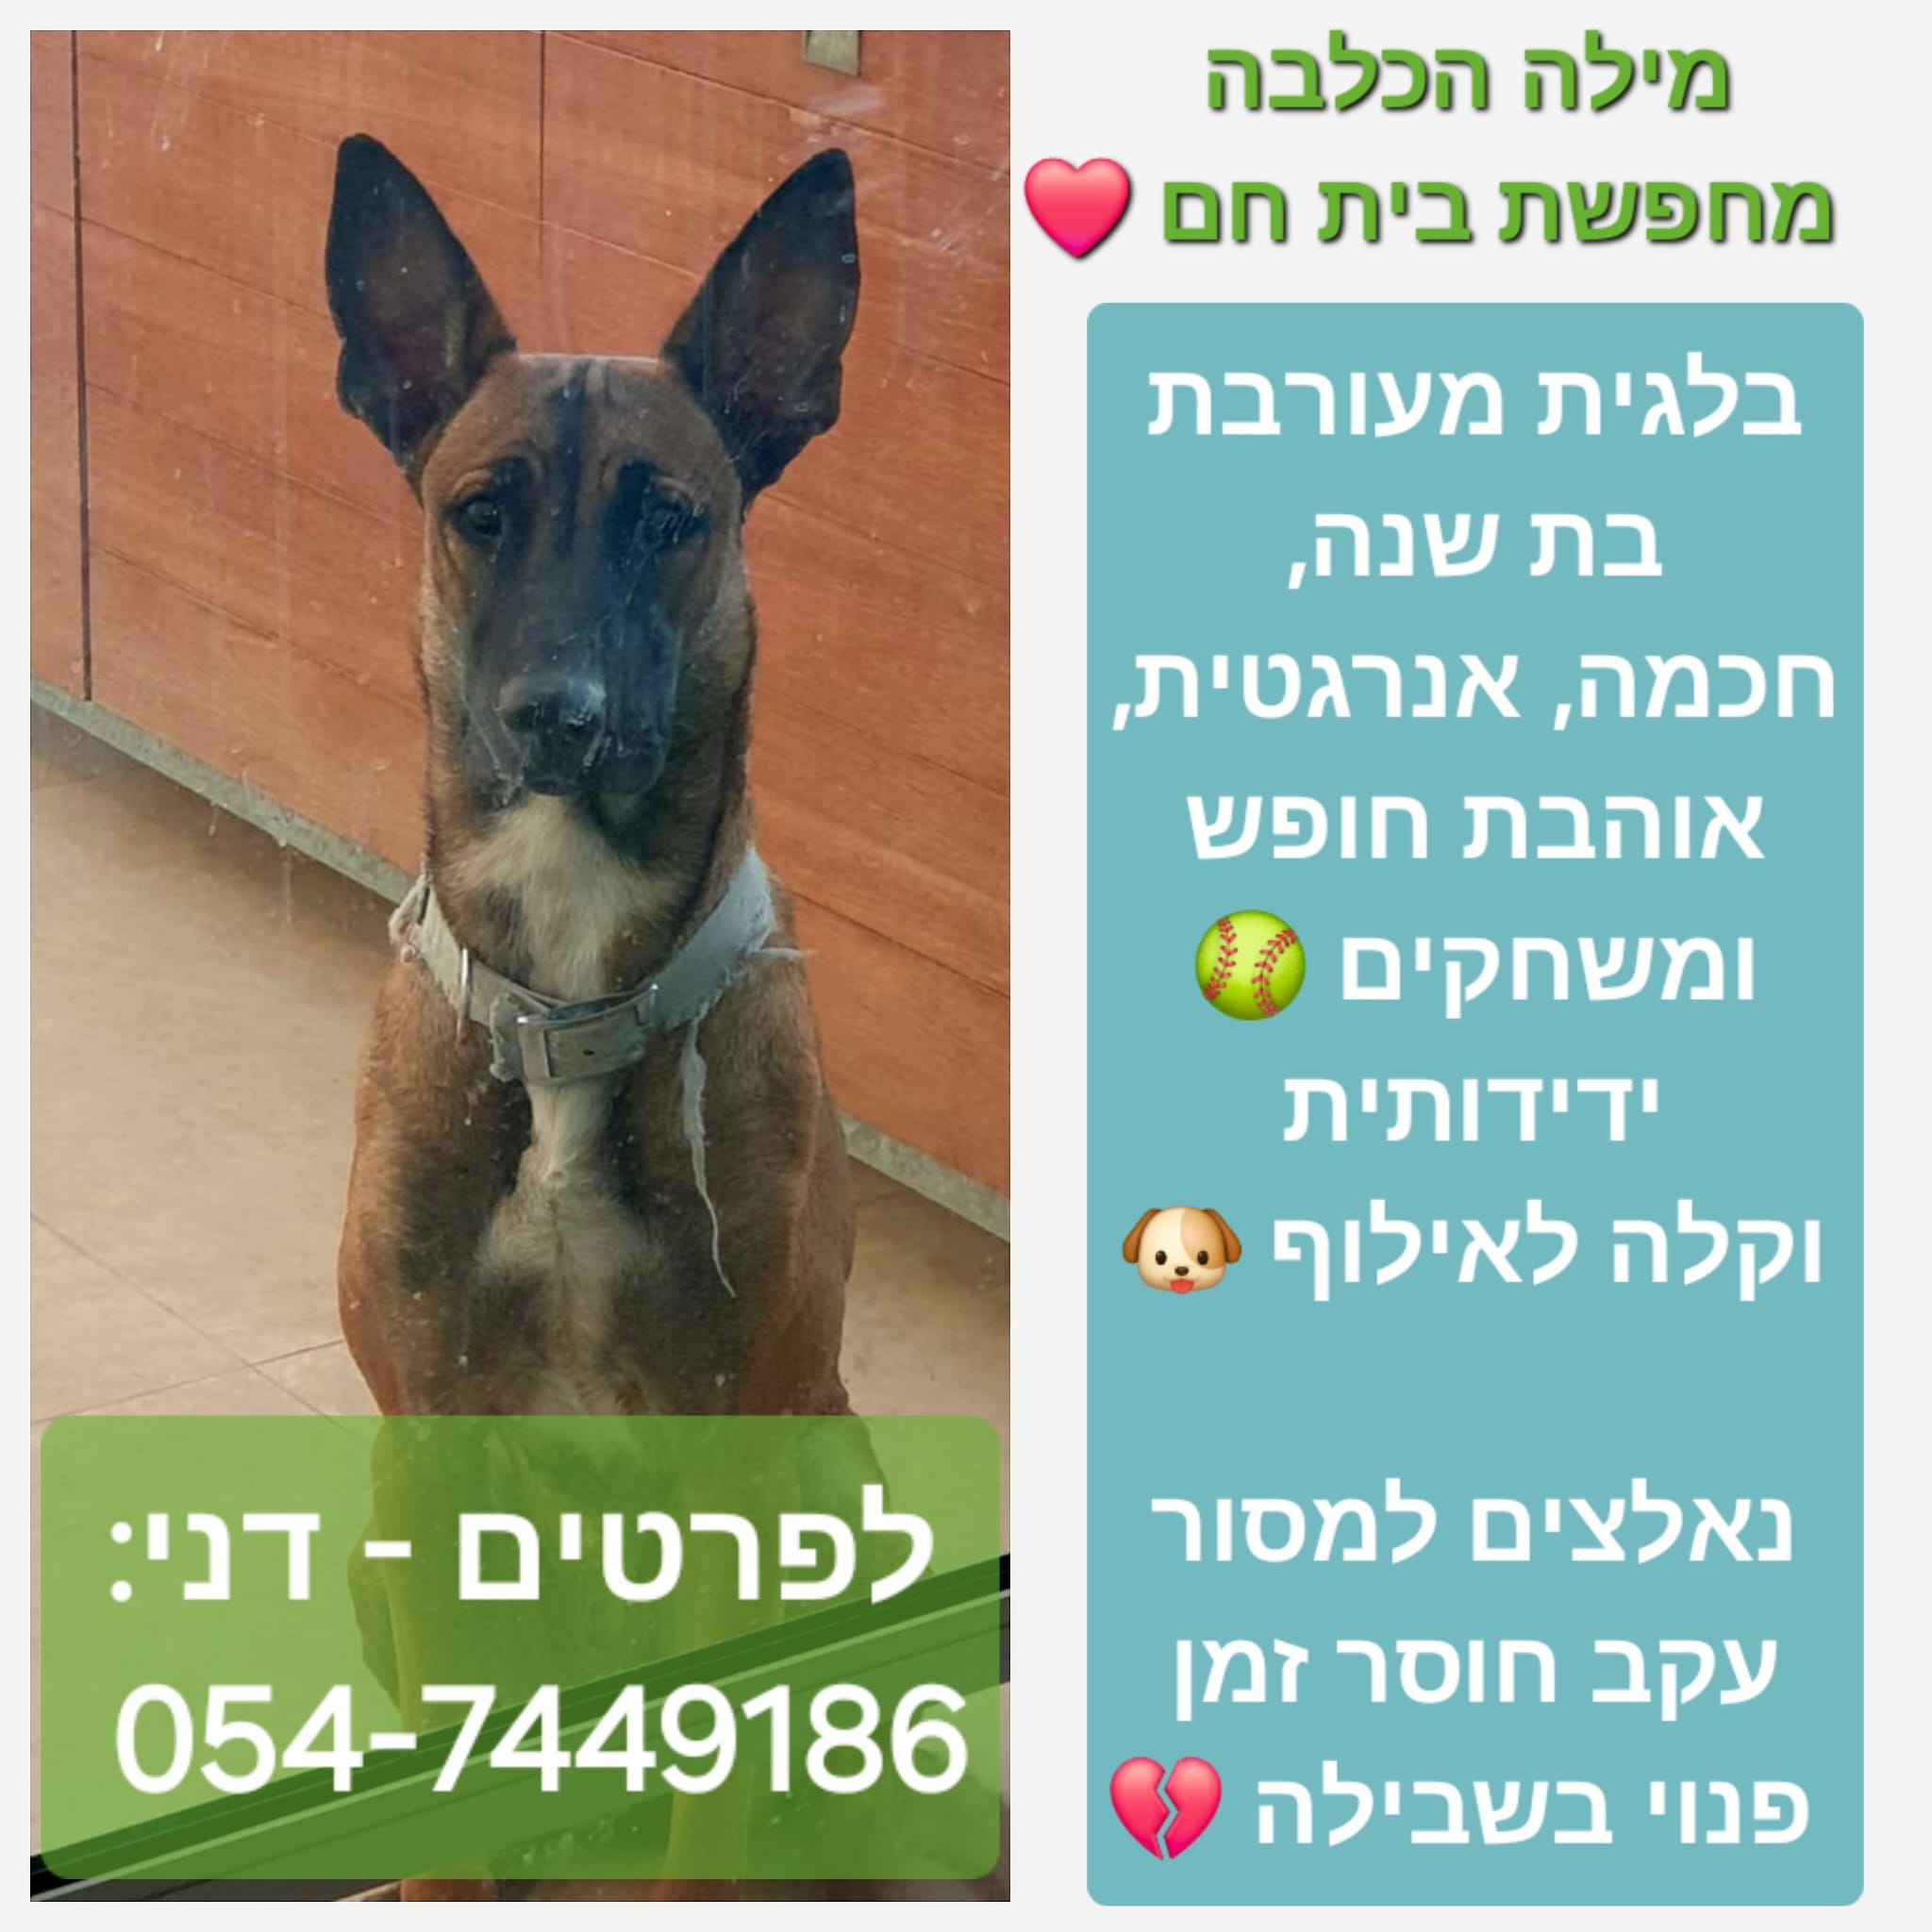 מילה הכלבה
מחפשת בית חם ❤️
בלגית מעורבת
בת שנה,
חכמה, אנרגטית,
אוהבת חופש
ומשחקים 🥎
ידידותית
וקלה לאילוף 🐶
נאלצים למסור
עקב חוסר זמן
פנוי בשבילה 💔
לפרטים - דני:
054-7449186